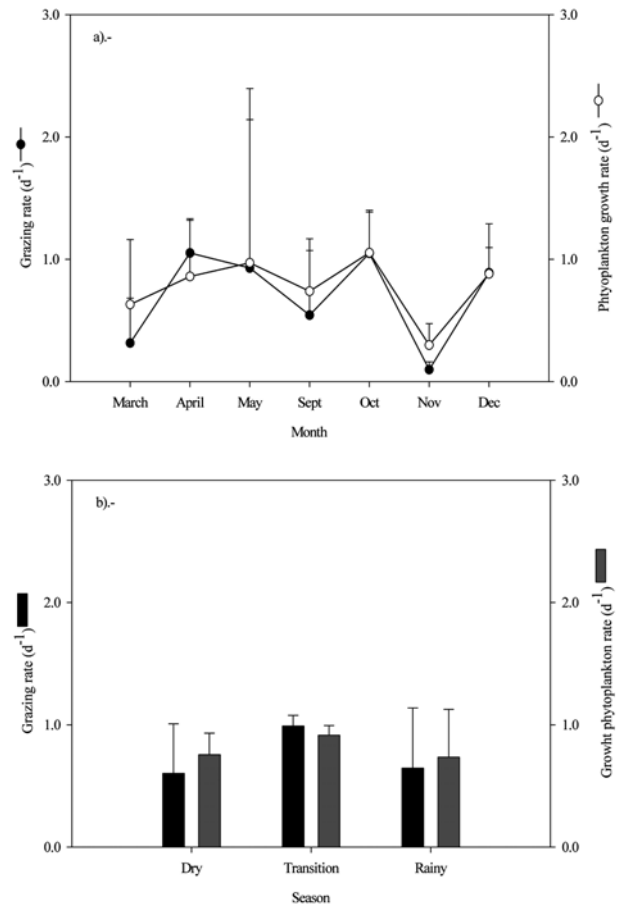 a).-
3.0
2.0
1.0
0.0
Grazing rate (d-1)
3.0
2.0
1.0
0.0
Phtyoplankton growth rate (d-1)
March April May Sept Oct Nov Dec
Month
b).-
3.0
2.0
1.0
0.0
Grazing rate (d-1)
3.0
2.0
1.0
0.0
Growht phytoplankton rate (d-1)
Dry Transition Rainy
Season